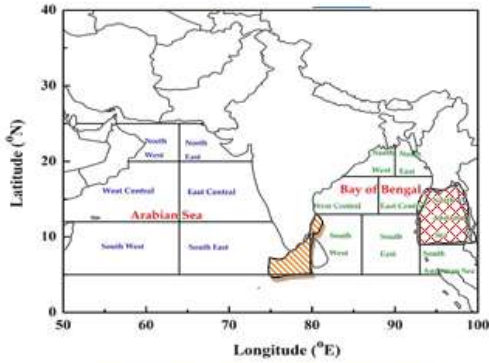 40
30
20
10
0
Latitude (°N)
North
West
North
East
West Central
East Central
Arabian Sea
South West
South East
North
West
North
East
Bay of Bengal
West Central
East Central
South
West
South
East
South
Andaman Sea
50
60
70
80
90
100
Longitude (°E)